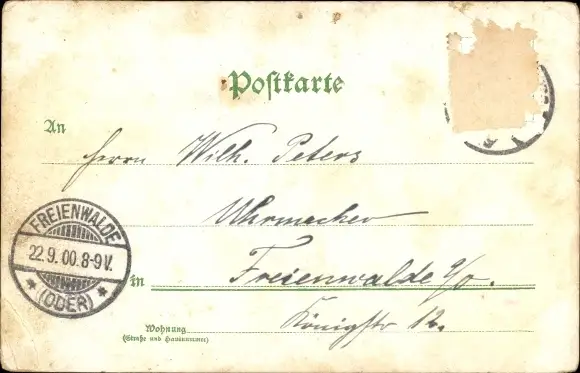 Postkarte
An
Herrn Wilh. Peters
Uhrmacher
in Freienwalde a/O.
Königstr 12.
Wohnung
(Straße und Hausnummer)
FREIENWALDE
22.9.00.8-9V.
* (ODER) *